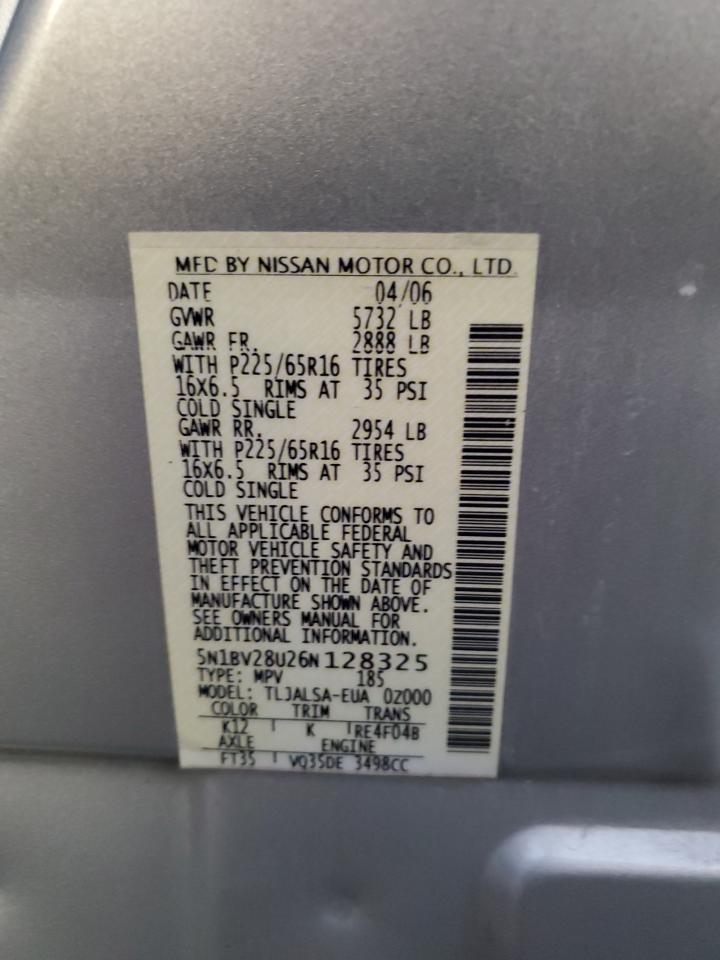 MFD BY NISSAN MOTOR CO., LTD.
DATE 04/06
GVWR 5732 LB
GAWR FR. 2888 LB
WITH P225/65R16 TIRES
16X6.5 RIMS AT 35 PSI
COLD SINGLE
GAWR RR. 2954 LB
WITH P225/65R16 TIRES
16X6.5 RIMS AT 35 PSI
COLD SINGLE
THIS VEHICLE CONFORMS TO
ALL APPLICABLE FEDERAL
MOTOR VEHICLE SAFETY AND
THEFT PREVENTION STANDARDS
IN EFFECT ON THE DATE OF
MANUFACTURE SHOWN ABOVE.
SEE OWNERS MANUAL FOR
ADDITIONAL INFORMATION.
5N1BV28U26N128325
TYPE: MPV 185
MODEL: TLJALSA-EUA 0Z000
COLOR TRIM TRANS
K12 K RE4F04B
AXLE ENGINE
FT35 VQ35DE 3498CC